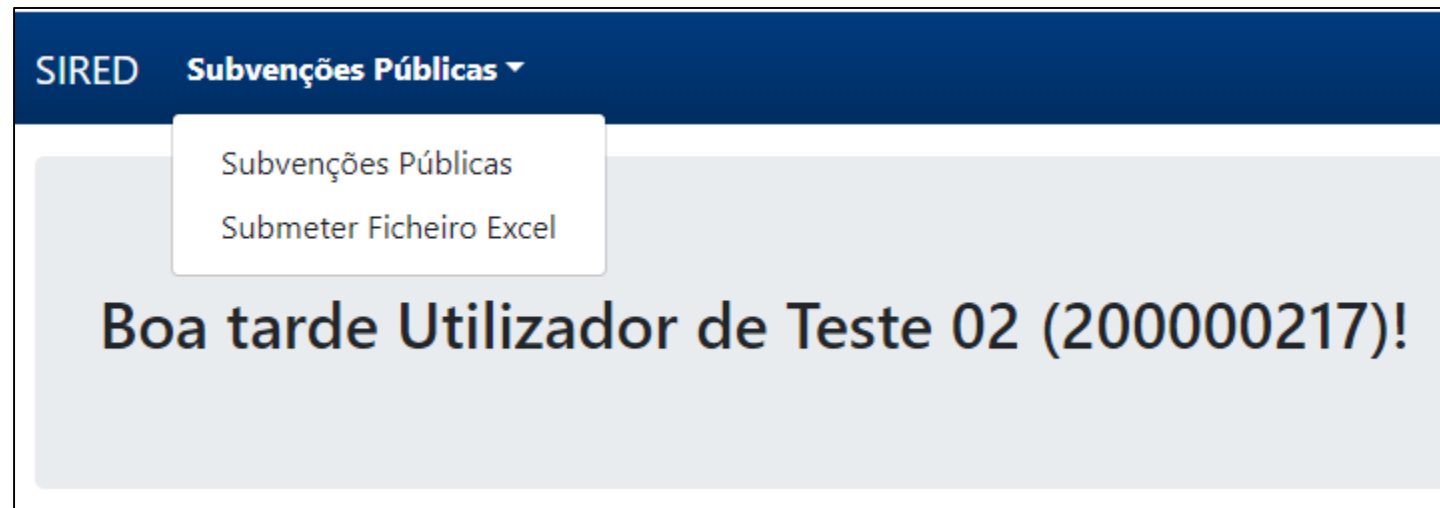 SIRED Subvenções Públicas
Subvenções Públicas
Submeter Ficheiro Excel
Boa tarde Utilizador de Teste 02 (200000217)!